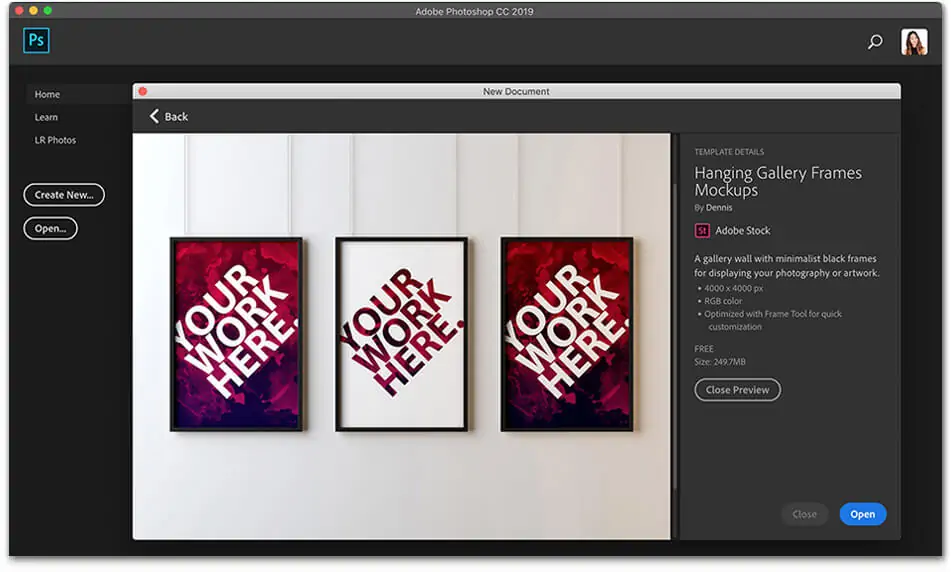 Adobe Photoshop CC 2019
Ps
Home
Learn
LR Photos
Create New...
Open...
New Document
Back
YOUR
WORK
HERE.
YOUR
WORK
HERE.
YOUR
WORK
HERE.
TEMPLATE DETAILS
Hanging Gallery Frames
Mockups
By Dennis
St Adobe Stock
A gallery wall with minimalist black frames
for displaying your photography or artwork.
• 4000 x 4000 px
• RGB color
• Optimized with Frame Tool for quick
customization
FREE
Size: 249.7MB
Close Preview
Close
Open